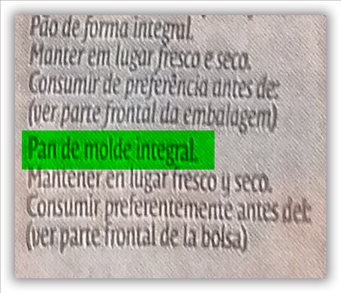 Pão de forma integral.
Manter em lugar fresco e seco.
Consumir de preferência antes de:
(ver parte frontal da embalagem)
Pan de molde integral.
Mantener en lugar fresco y seco.
Consumir preferentemente antes del:
(ver parte frontal de la bolsa)